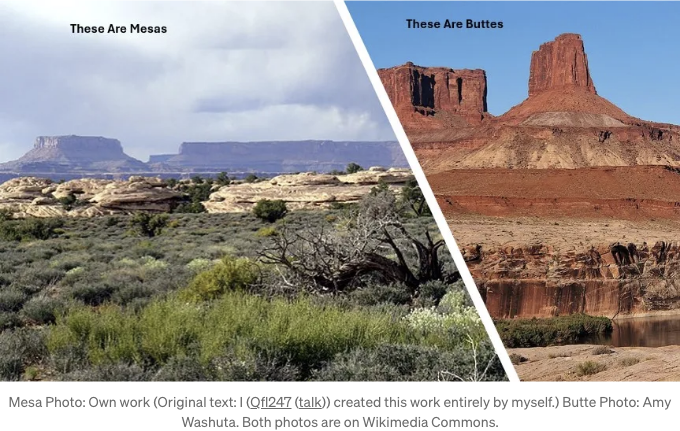 These Are Mesas
These Are Buttes
Mesa Photo: Own work (Original text: I (Qfl247 (talk)) created this work entirely by myself.) Butte Photo: Amy
Washuta. Both photos are on Wikimedia Commons.